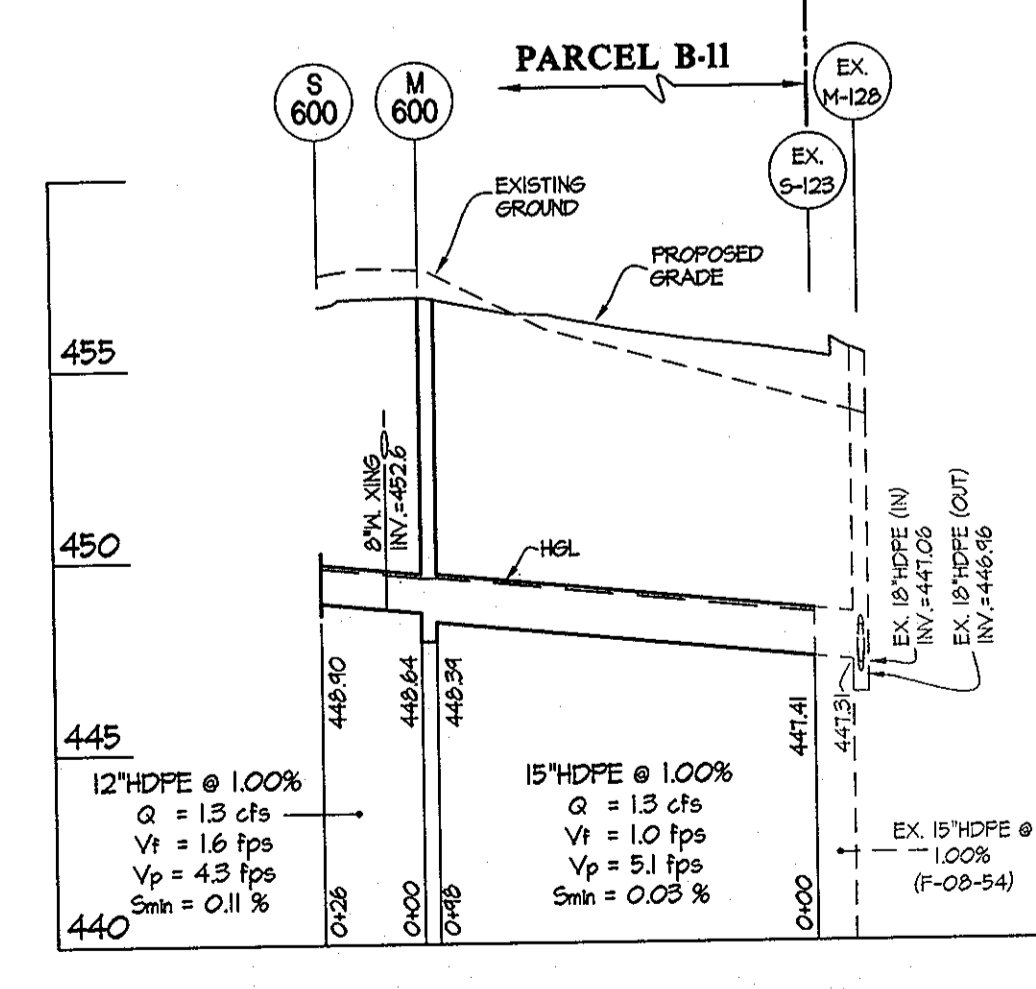 PARCEL B-11
S
600
M
600
EX.
M-128
EX.
S-123
EXISTING
GROUND
PROPOSED
GRADE
455
8"W. XING
INV.=452.6
450
HGL
EX. 18"HDPE (IN)
INV.=447.06
EX. 18"HDPE (OUT)
INV.=446.96
448.90
448.64
448.39
447.41
447.31
445
12"HDPE @ 1.00%
Q = 1.3 cfs
Vf = 1.6 fps
Vp = 4.3 fps
Smin = 0.11 %
15"HDPE @ 1.00%
Q = 1.3 cfs
Vf = 1.0 fps
Vp = 5.1 fps
Smin = 0.03 %
EX. 15"HDPE @
1.00%
(F-08-54)
440
0+26
0+00
0+98
0+00